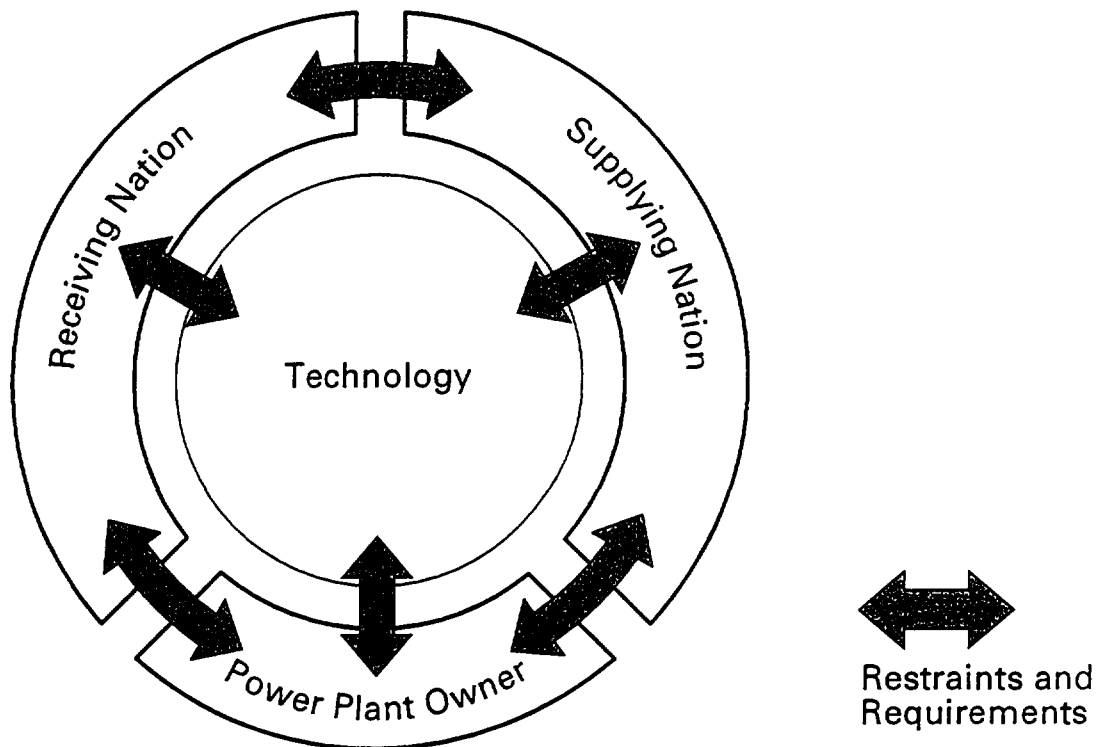 Receiving Nation
Supplying Nation
Technology
Power Plant Owner
Restraints and
Requirements